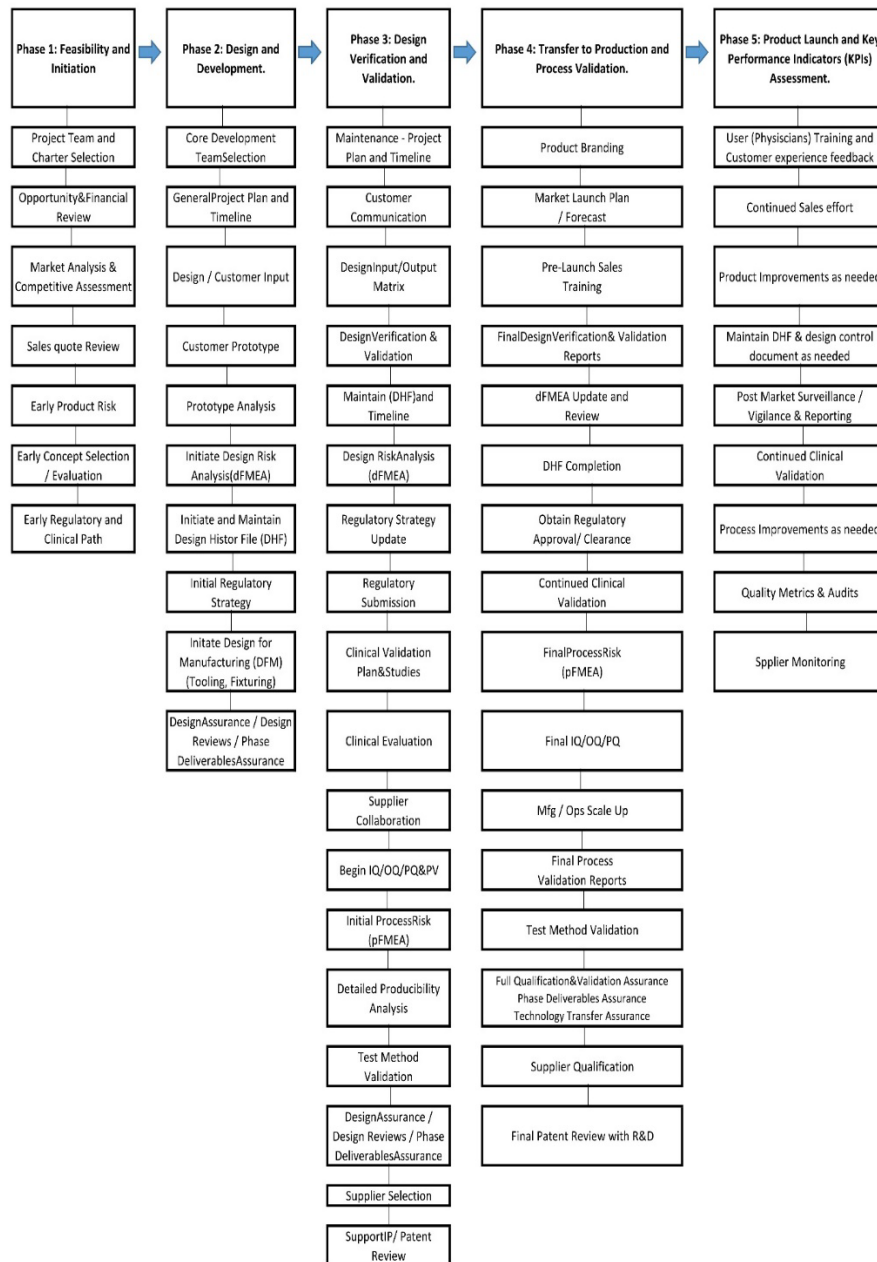 Phase 1: Feasibility and
Initiation
Phase 2: Design and
Development.
Phase 3: Design
Verification and
Validation.
Phase 4: Transfer to Production and
Process Validation.
Phase 5: Product Launch and Key
Performance Indicators (KPIs)
Assessment.
Project Team and
Charter Selection
Opportunity&Financial
Review
Market Analysis &
Competitive Assessment
Sales quote Review
Early Product Risk
Early Concept Selection
/ Evaluation
Early Regulatory and
Clinical Path
Core Development
TeamSelection
GeneralProject Plan and
Timeline
Design / Customer Input
Customer Prototype
Prototype Analysis
Initiate Design Risk
Analysis(dFMEA)
Initiate and Maintain
Design Histor File (DHF)
Initial Regulatory
Strategy
Initate Design for
Manufacturing (DFM)
(Tooling, Fixturing)
DesignAssurance / Design
Reviews / Phase
DeliverablesAssurance
Maintenance - Project
Plan and Timeline
Customer
Communication
DesignInput/Output
Matrix
DesignVerification &
Validation
Maintain (DHF)and
Timeline
Design RiskAnalysis
(dFMEA)
Regulatory Strategy
Update
Regulatory
Submission
Clinical Validation
Plan&Studies
Clinical Evaluation
Supplier
Collaboration
Begin IQ/OQ/PQ&PV
Initial ProcessRisk
(pFMEA)
Detailed Producibility
Analysis
Test Method
Validation
DesignAssurance /
Design Reviews / Phase
DeliverablesAssurance
Supplier Selection
SupportIP/ Patent
Review
Product Branding
Market Launch Plan
/ Forecast
Pre-Launch Sales
Training
FinalDesignVerification& Validation
Reports
dFMEA Update and
Review
DHF Completion
Obtain Regulatory
Approval/ Clearance
Continued Clinical
Validation
FinalProcessRisk
(pFMEA)
Final IQ/OQ/PQ
Mfg / Ops Scale Up
Final Process
Validation Reports
Test Method Validation
Full Qualification&Validation Assurance
Phase Deliverables Assurance
Technology Transfer Assurance
Supplier Qualification
Final Patent Review with R&D
User (Physiscians) Training and
Customer experience feedback
Continued Sales effort
Product Improvements as needed
Maintain DHF & design control
document as needed
Post Market Surveillance /
Vigilance & Reporting
Continued Clinical
Validation
Process Improvements as needed
Quality Metrics & Audits
Spplier Monitoring